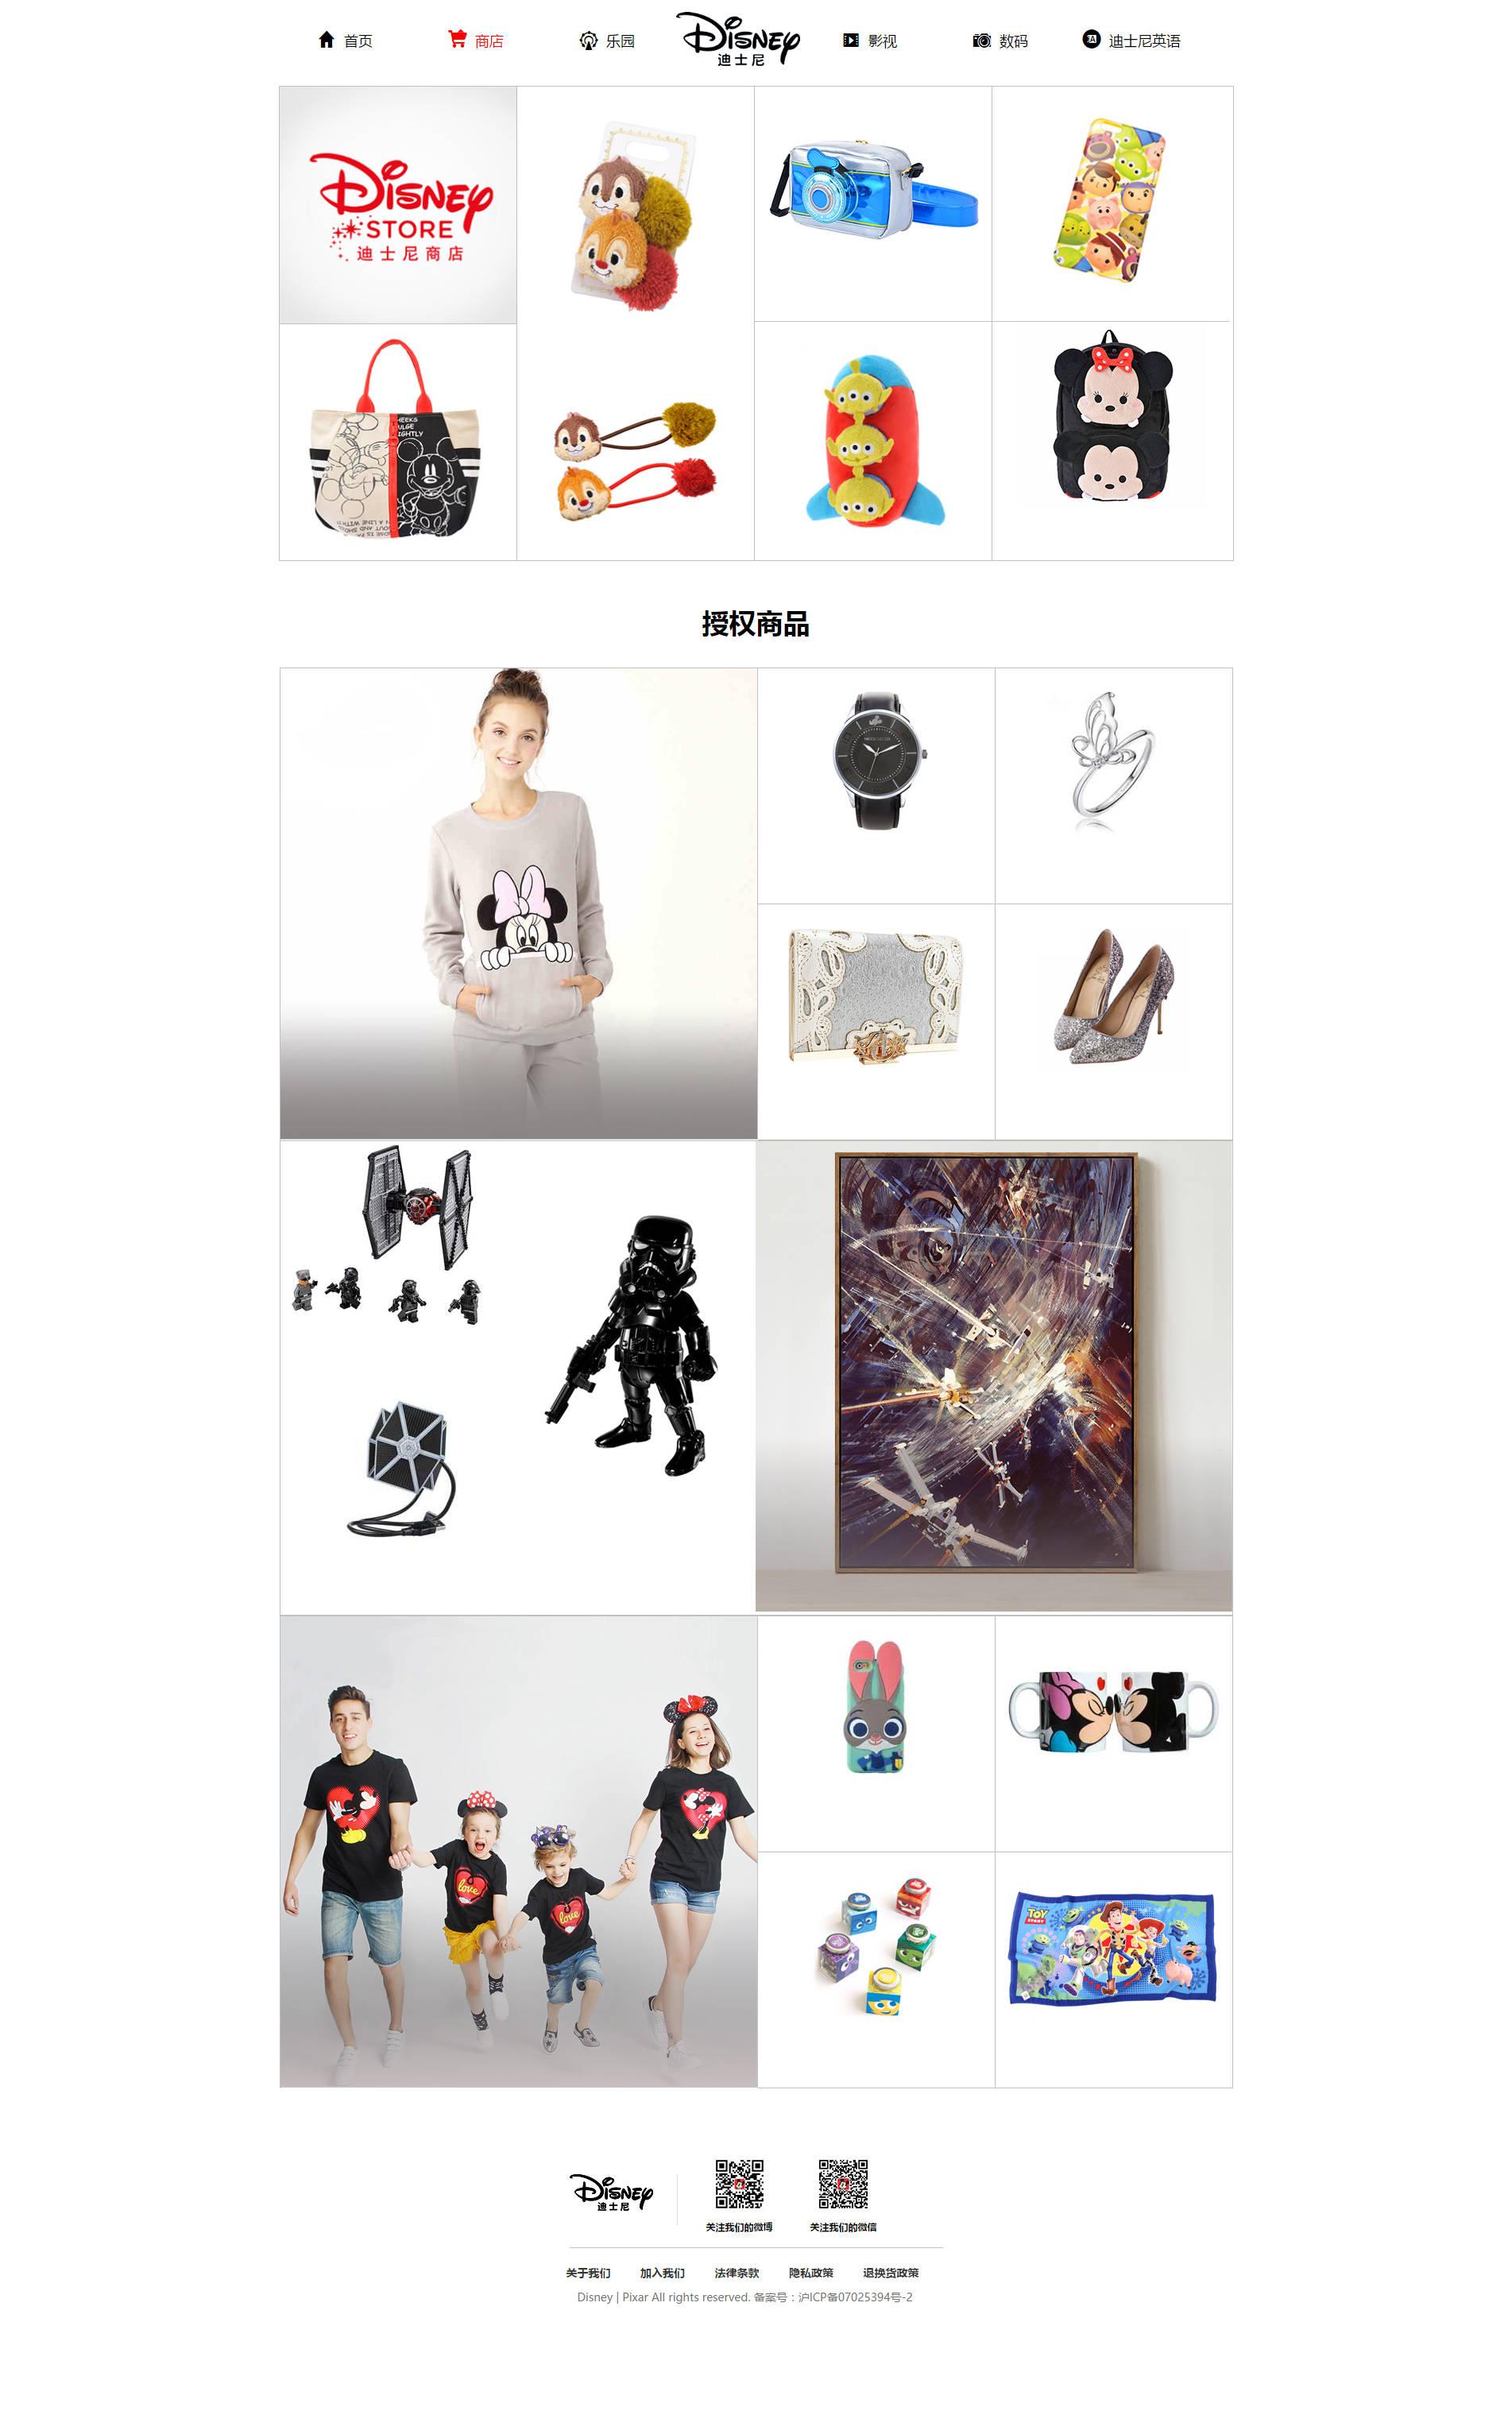 首页
商店
乐园
Disney
迪士尼
影视
数码
迪士尼英语
Disney
STORE
迪士尼商店
授权商品
TOY
STORY
love
love
Disney
迪士尼
关注我们的微博
关注我们的微信
关于我们
加入我们
法律条款
隐私政策
退换货政策
Disney | Pixar All rights reserved. 备案号：沪ICP备07025394号-2